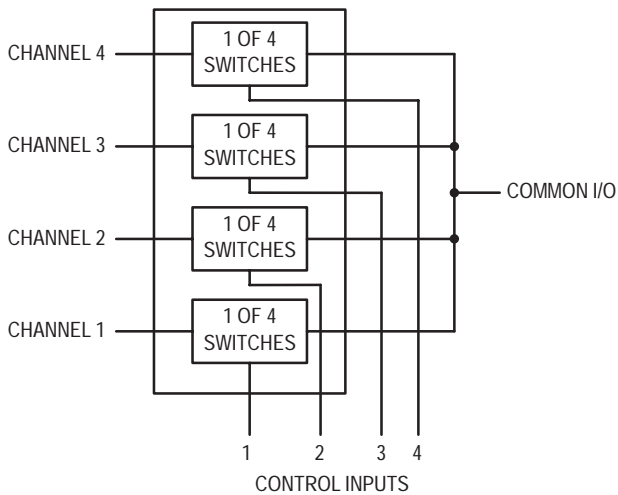 CHANNEL 4
1 OF 4
SWITCHES
CHANNEL 3
1 OF 4
SWITCHES
COMMON I/O
CHANNEL 2
1 OF 4
SWITCHES
CHANNEL 1
1 OF 4
SWITCHES
1 2 3 4
CONTROL INPUTS